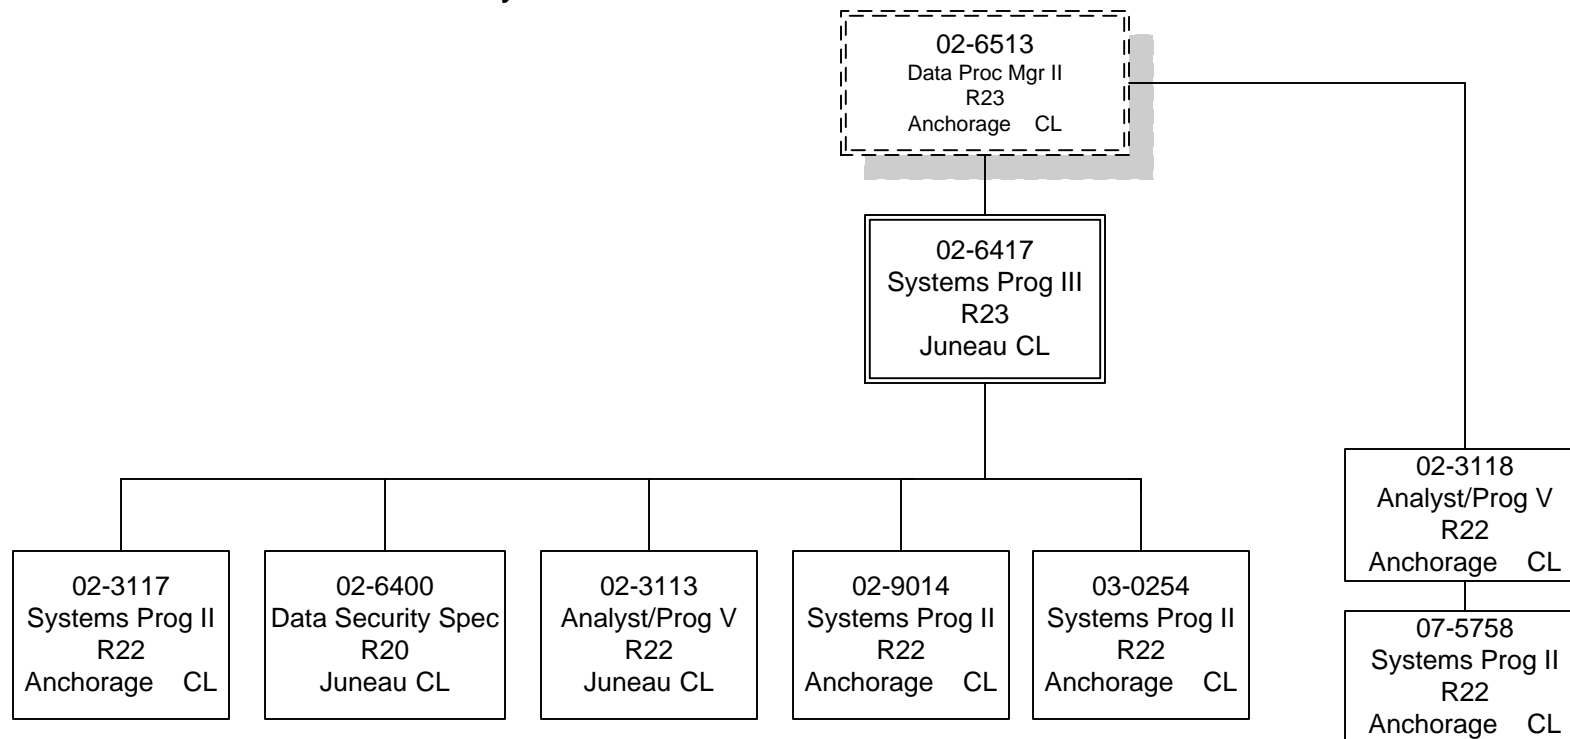 02-6513
Data Proc Mgr II
R23
Anchorage CL
02-6417
Systems Prog III
R23
Juneau CL
02-3118
Analyst/Prog V
R22
Anchorage CL
02-3117
Systems Prog II
R22
Anchorage CL
02-6400
Data Security Spec
R20
Juneau CL
02-3113
Analyst/Prog V
R22
Juneau CL
02-9014
Systems Prog II
R22
Anchorage CL
03-0254
Systems Prog II
R22
Anchorage CL
07-5758
Systems Prog II
R22
Anchorage CL